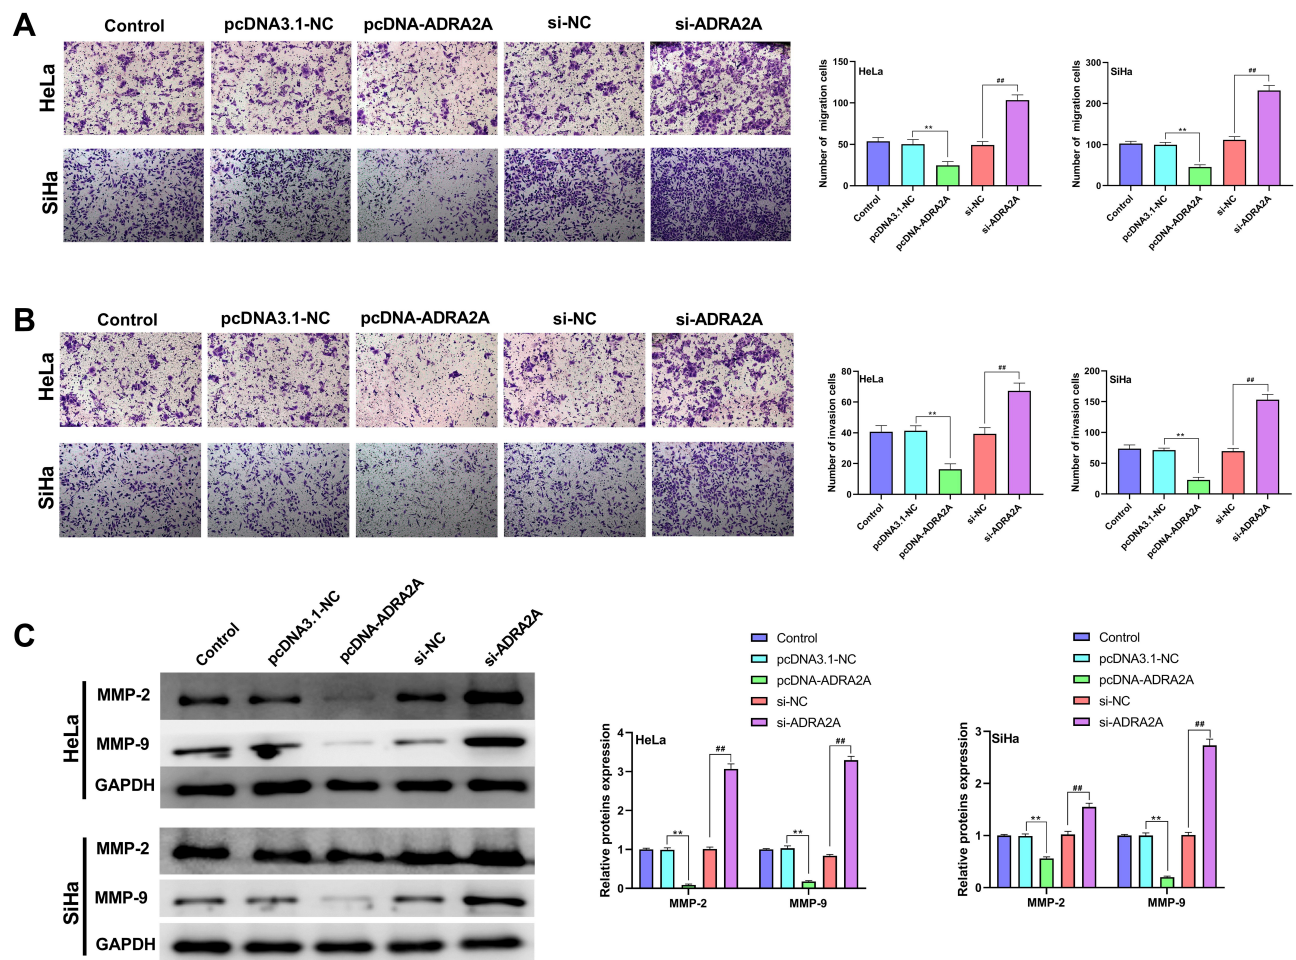 A
Control
pcDNA3.1-NC
pcDNA-ADRA2A
si-NC
si-ADRA2A
HeLa
SiHa
Number of migration cells
150
100
50
0
HeLa
**
##
Control
pcDNA3.1-NC
pcDNA-ADRA2A
si-NC
si-ADRA2A
Number of migration cells
300
200
100
0
SiHa
**
##
Control
pcDNA3.1-NC
pcDNA-ADRA2A
si-NC
si-ADRA2A
B
Control
pcDNA3.1-NC
pcDNA-ADRA2A
si-NC
si-ADRA2A
HeLa
SiHa
Number of invasion cells
80
60
40
20
0
HeLa
**
##
Control
pcDNA3.1-NC
pcDNA-ADRA2A
si-NC
si-ADRA2A
Number of invasion cells
200
150
100
50
0
SiHa
**
##
Control
pcDNA3.1-NC
pcDNA-ADRA2A
si-NC
si-ADRA2A
C
Control
pcDNA3.1-NC
pcDNA-ADRA2A
si-NC
si-ADRA2A
HeLa
MMP-2
MMP-9
GAPDH
SiHa
MMP-2
MMP-9
GAPDH
Control
pcDNA3.1-NC
pcDNA-ADRA2A
si-NC
si-ADRA2A
Relative proteins expression
4
3
2
1
0
HeLa
**
##
**
##
MMP-2
MMP-9
Control
pcDNA3.1-NC
pcDNA-ADRA2A
si-NC
si-ADRA2A
Relative proteins expression
3
2
1
0
SiHa
**
##
**
##
MMP-2
MMP-9